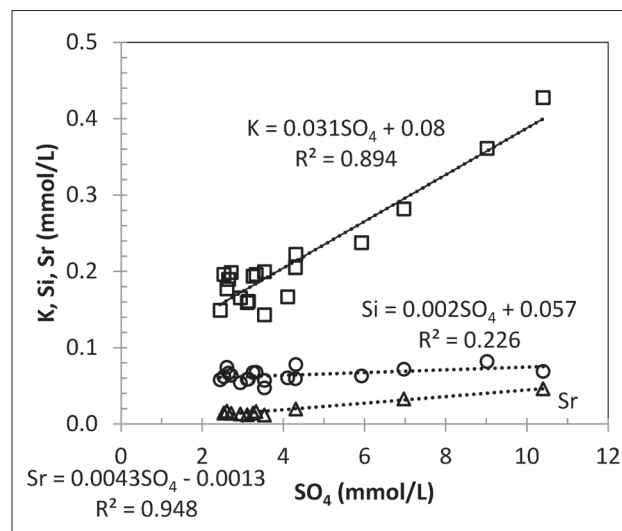 0.5
0.4
0.3
0.2
0.1
0.0
K, Si, Sr (mmol/L)
K = 0.031SO₄ + 0.08
R² = 0.894
Si = 0.002SO₄ + 0.057
R² = 0.226
Sr
0 2 4 6 8 10 12
Sr = 0.0043SO₄ - 0.0013
R² = 0.948
SO₄ (mmol/L)